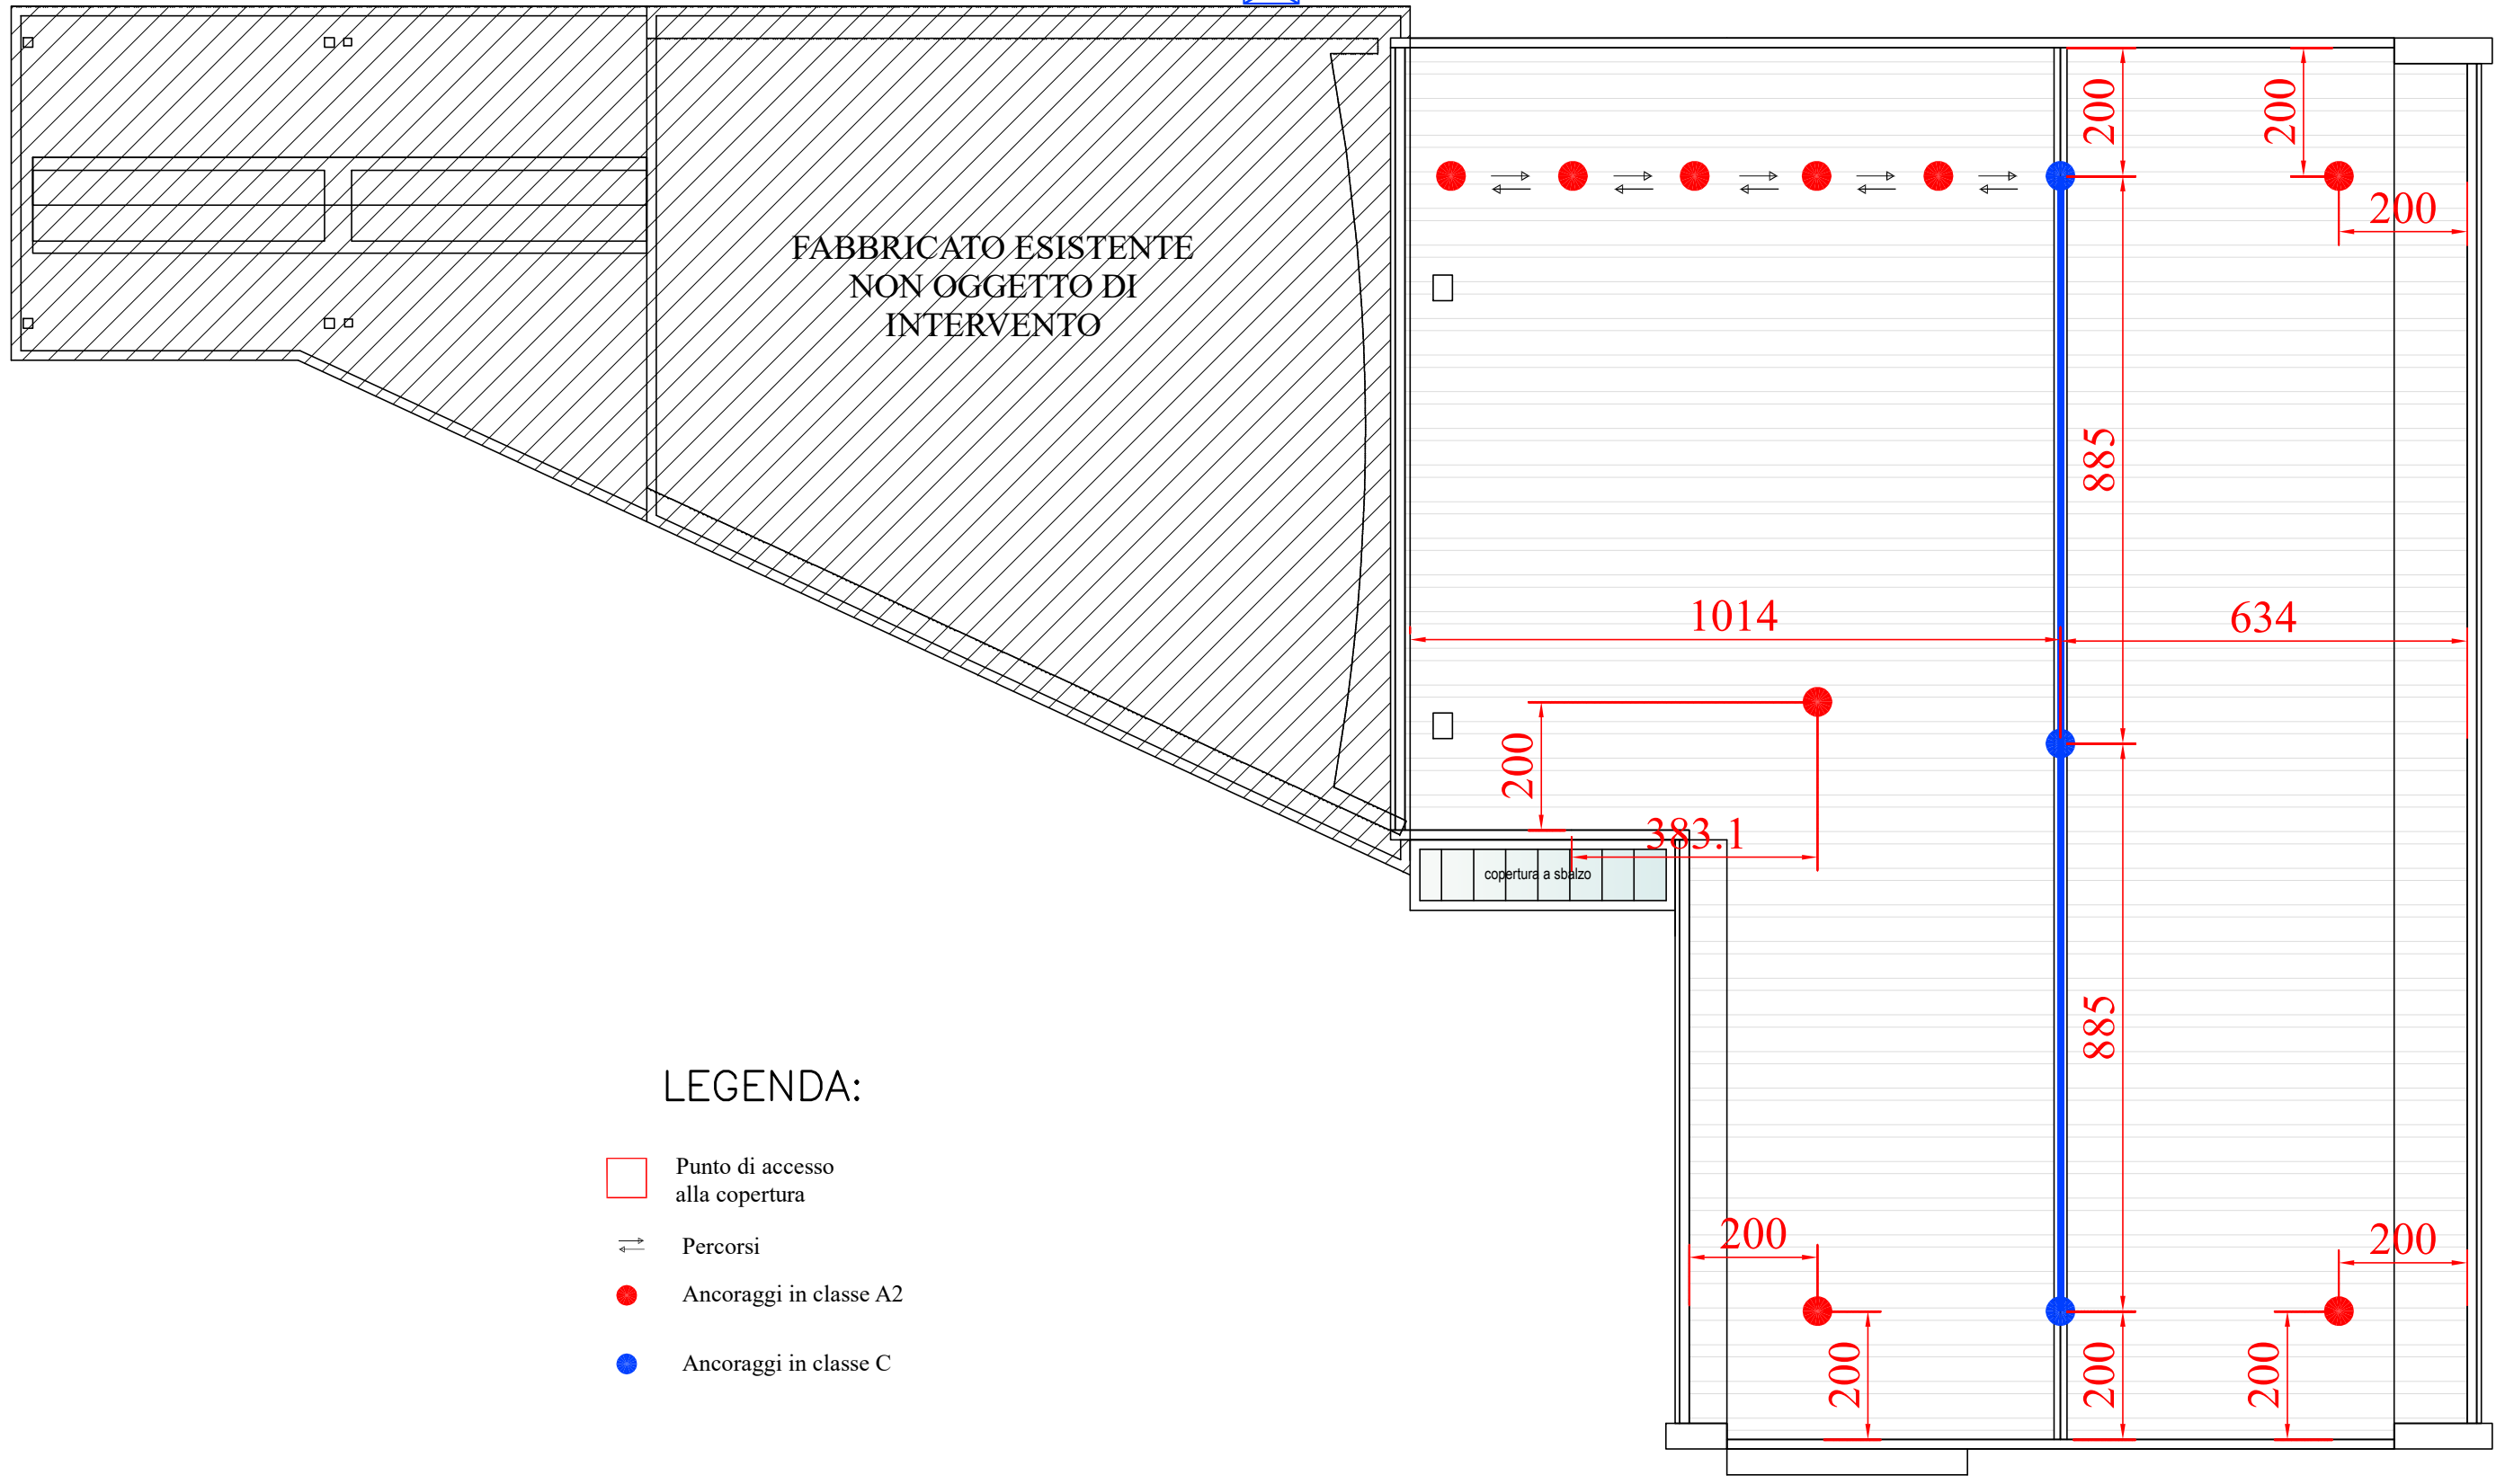 200
200
200
FABBRICATO ESISTENTE
NON OGGETTO DI
INTERVENTO
885
1014
634
200
383.1
copertura a sbalzo
885
LEGENDA:
Punto di accesso
alla copertura
Percorsi
Ancoraggi in classe A2
Ancoraggi in classe C
200
200
200
200
200